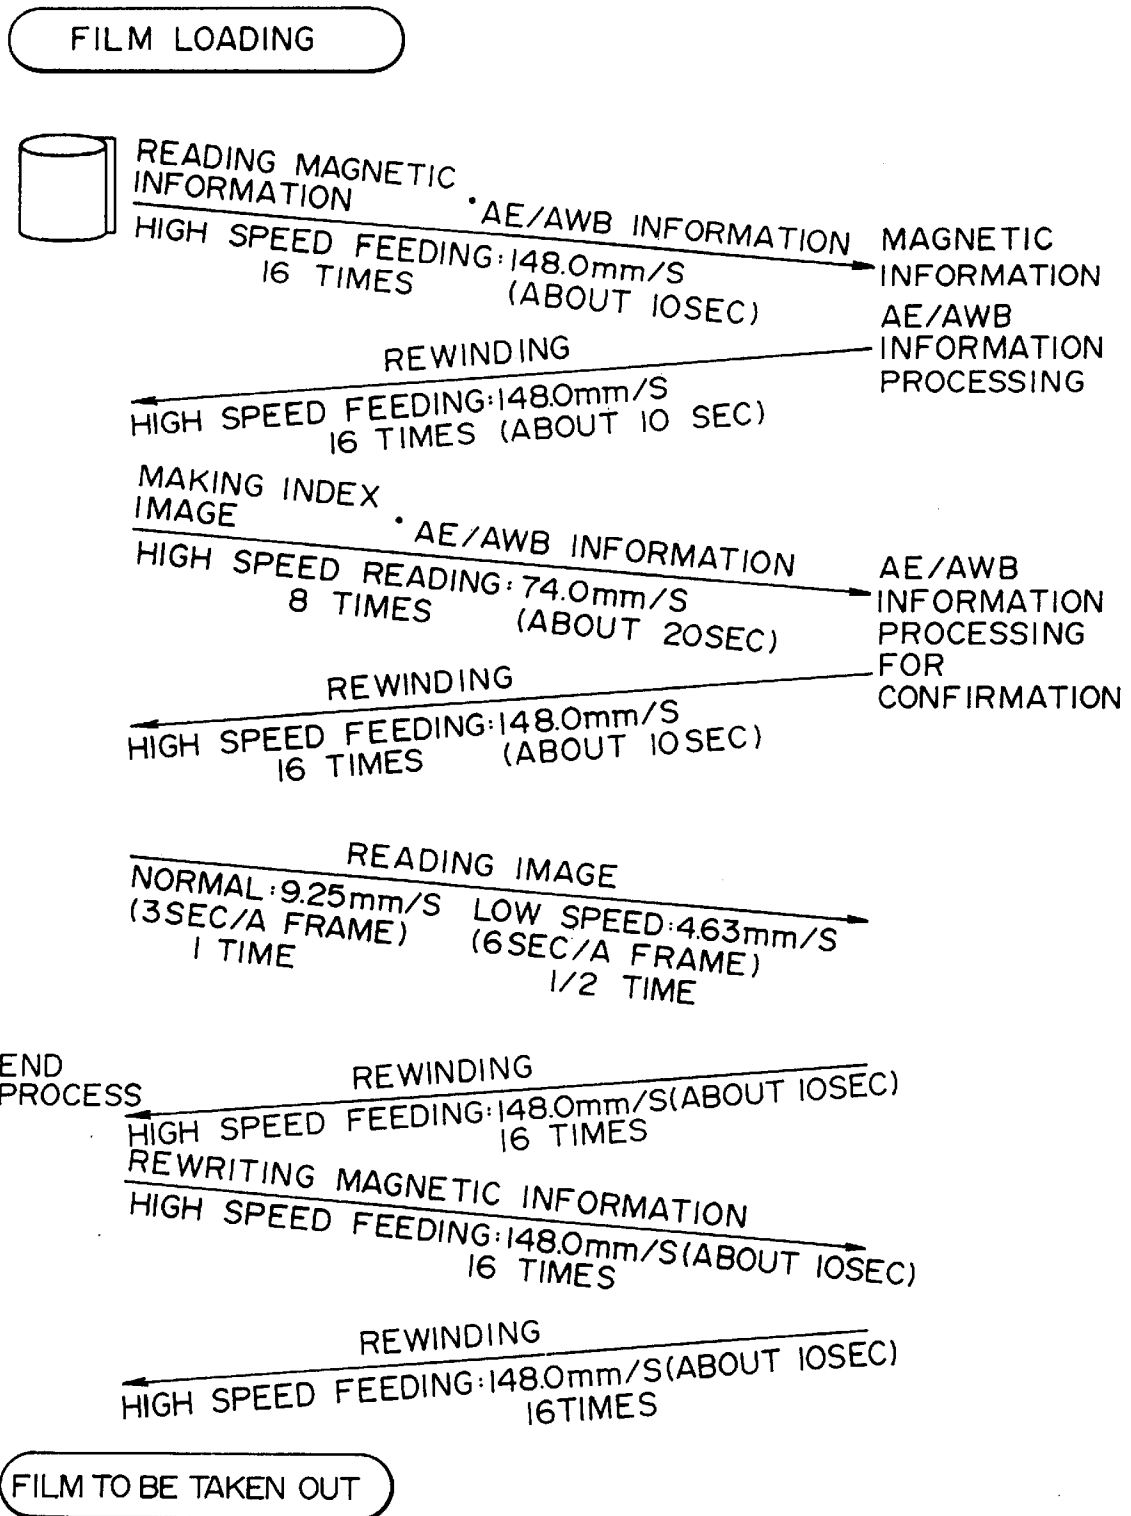 FILM LOADING
READING MAGNETIC
INFORMATION
·AE/AWB INFORMATION
HIGH SPEED FEEDING:148.0mm/S
16 TIMES (ABOUT 10SEC)
MAGNETIC
INFORMATION
AE/AWB
INFORMATION
PROCESSING
REWINDING
HIGH SPEED FEEDING:148.0mm/S
16 TIMES (ABOUT 10 SEC)
MAKING INDEX
IMAGE
·AE/AWB INFORMATION
HIGH SPEED READING:74.0mm/S
8 TIMES (ABOUT 20SEC)
AE/AWB
INFORMATION
PROCESSING
FOR
CONFIRMATION
REWINDING
HIGH SPEED FEEDING:148.0mm/S
16 TIMES (ABOUT 10SEC)
READING IMAGE
NORMAL:9.25mm/S
(3SEC/A FRAME)
1 TIME
LOW SPEED:4.63mm/S
(6SEC/A FRAME)
1/2 TIME
END
PROCESS
REWINDING
HIGH SPEED FEEDING:148.0mm/S(ABOUT 10SEC)
16 TIMES
REWRITING MAGNETIC INFORMATION
HIGH SPEED FEEDING:148.0mm/S(ABOUT 10SEC)
16 TIMES
REWINDING
HIGH SPEED FEEDING:148.0mm/S(ABOUT 10SEC)
16TIMES
FILM TO BE TAKEN OUT